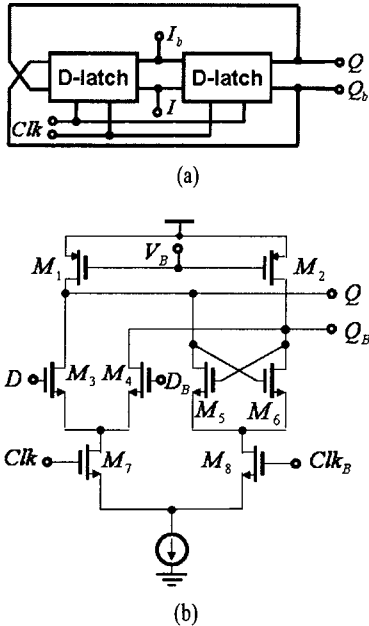 I_b
D-latch D-latch
Q
Q_b
Clk
I
(a)
V_B
M_1 M_2
Q
Q_B
D M_3 M_4 D_B
M_5 M_6
Clk M_7 M_8 Clk_B
(b)